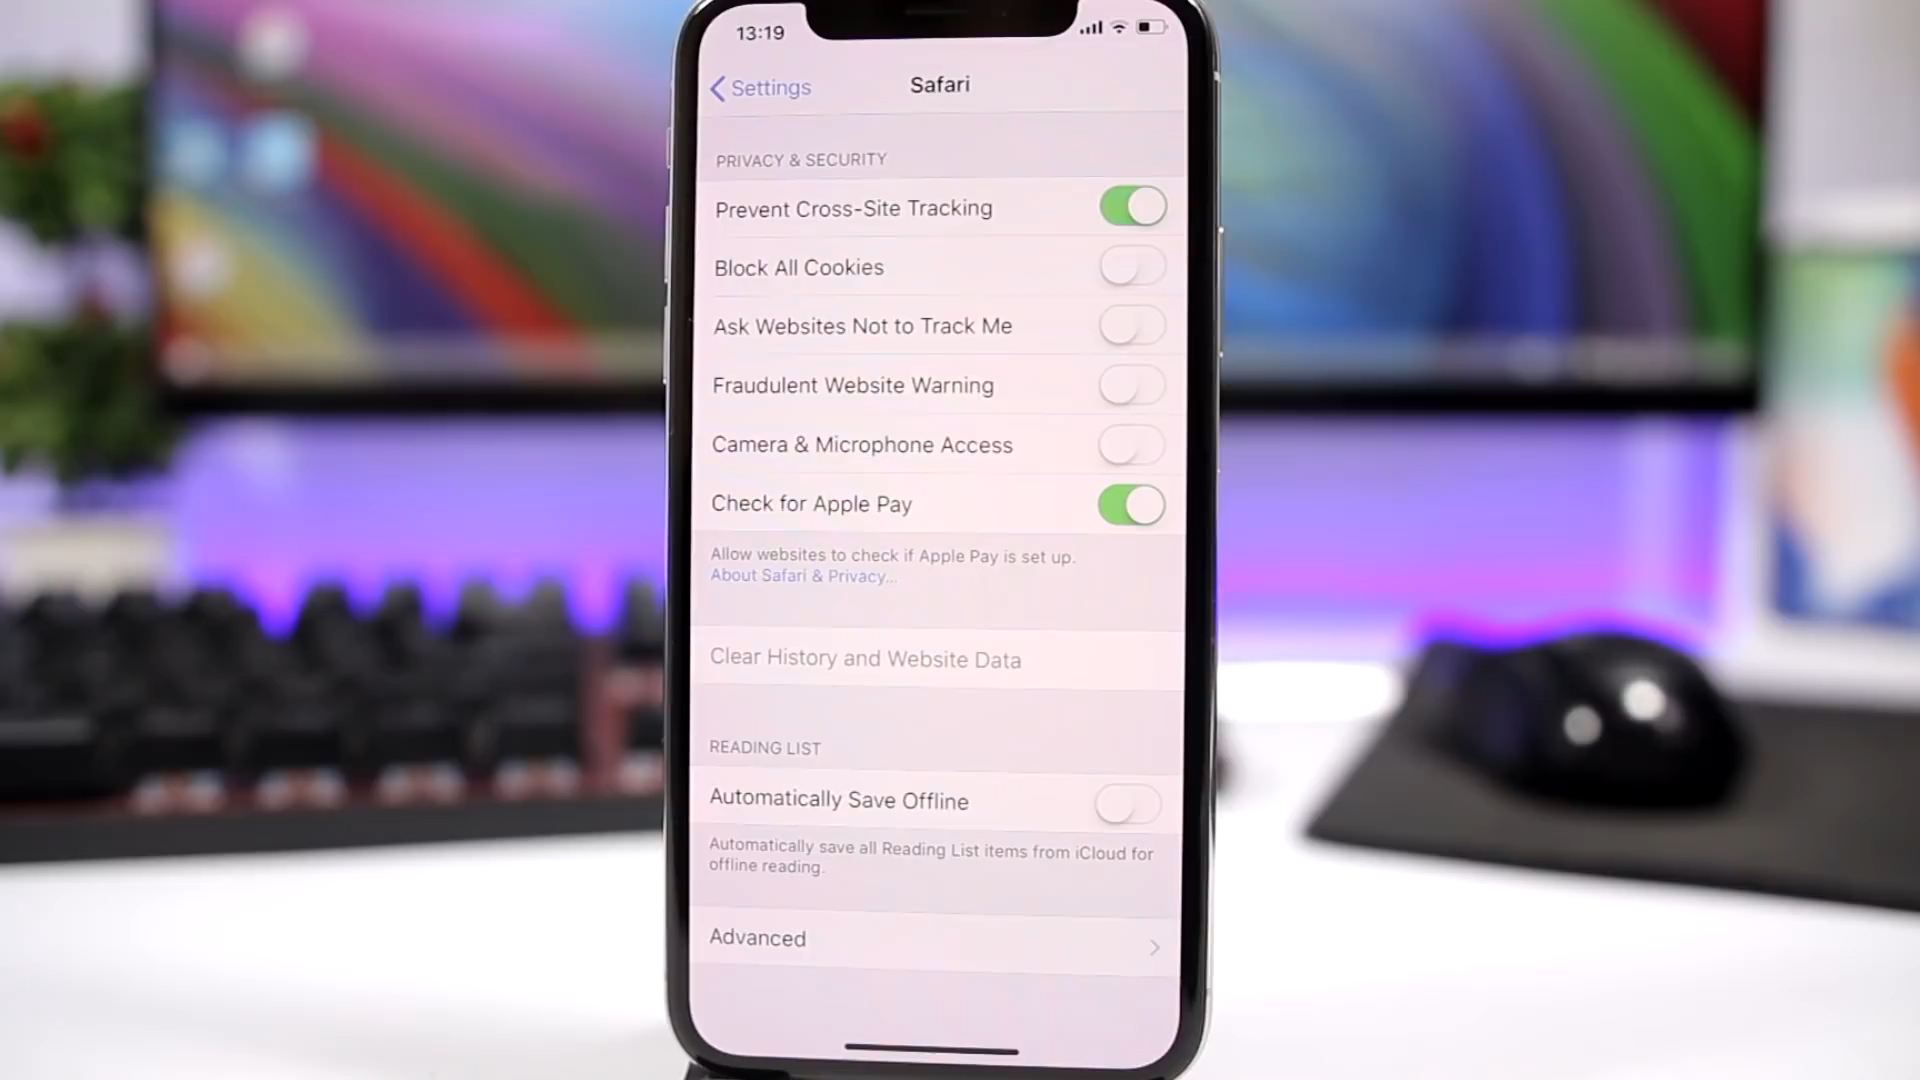 13:19
Settings
Safari
PRIVACY & SECURITY
Prevent Cross-Site Tracking
Block All Cookies
Ask Websites Not to Track Me
Fraudulent Website Warning
Camera & Microphone Access
Check for Apple Pay
Allow websites to check if Apple Pay is set up.
About Safari & Privacy...
Clear History and Website Data
READING LIST
Automatically Save Offline
Automatically save all Reading List items from iCloud for
offline reading.
Advanced